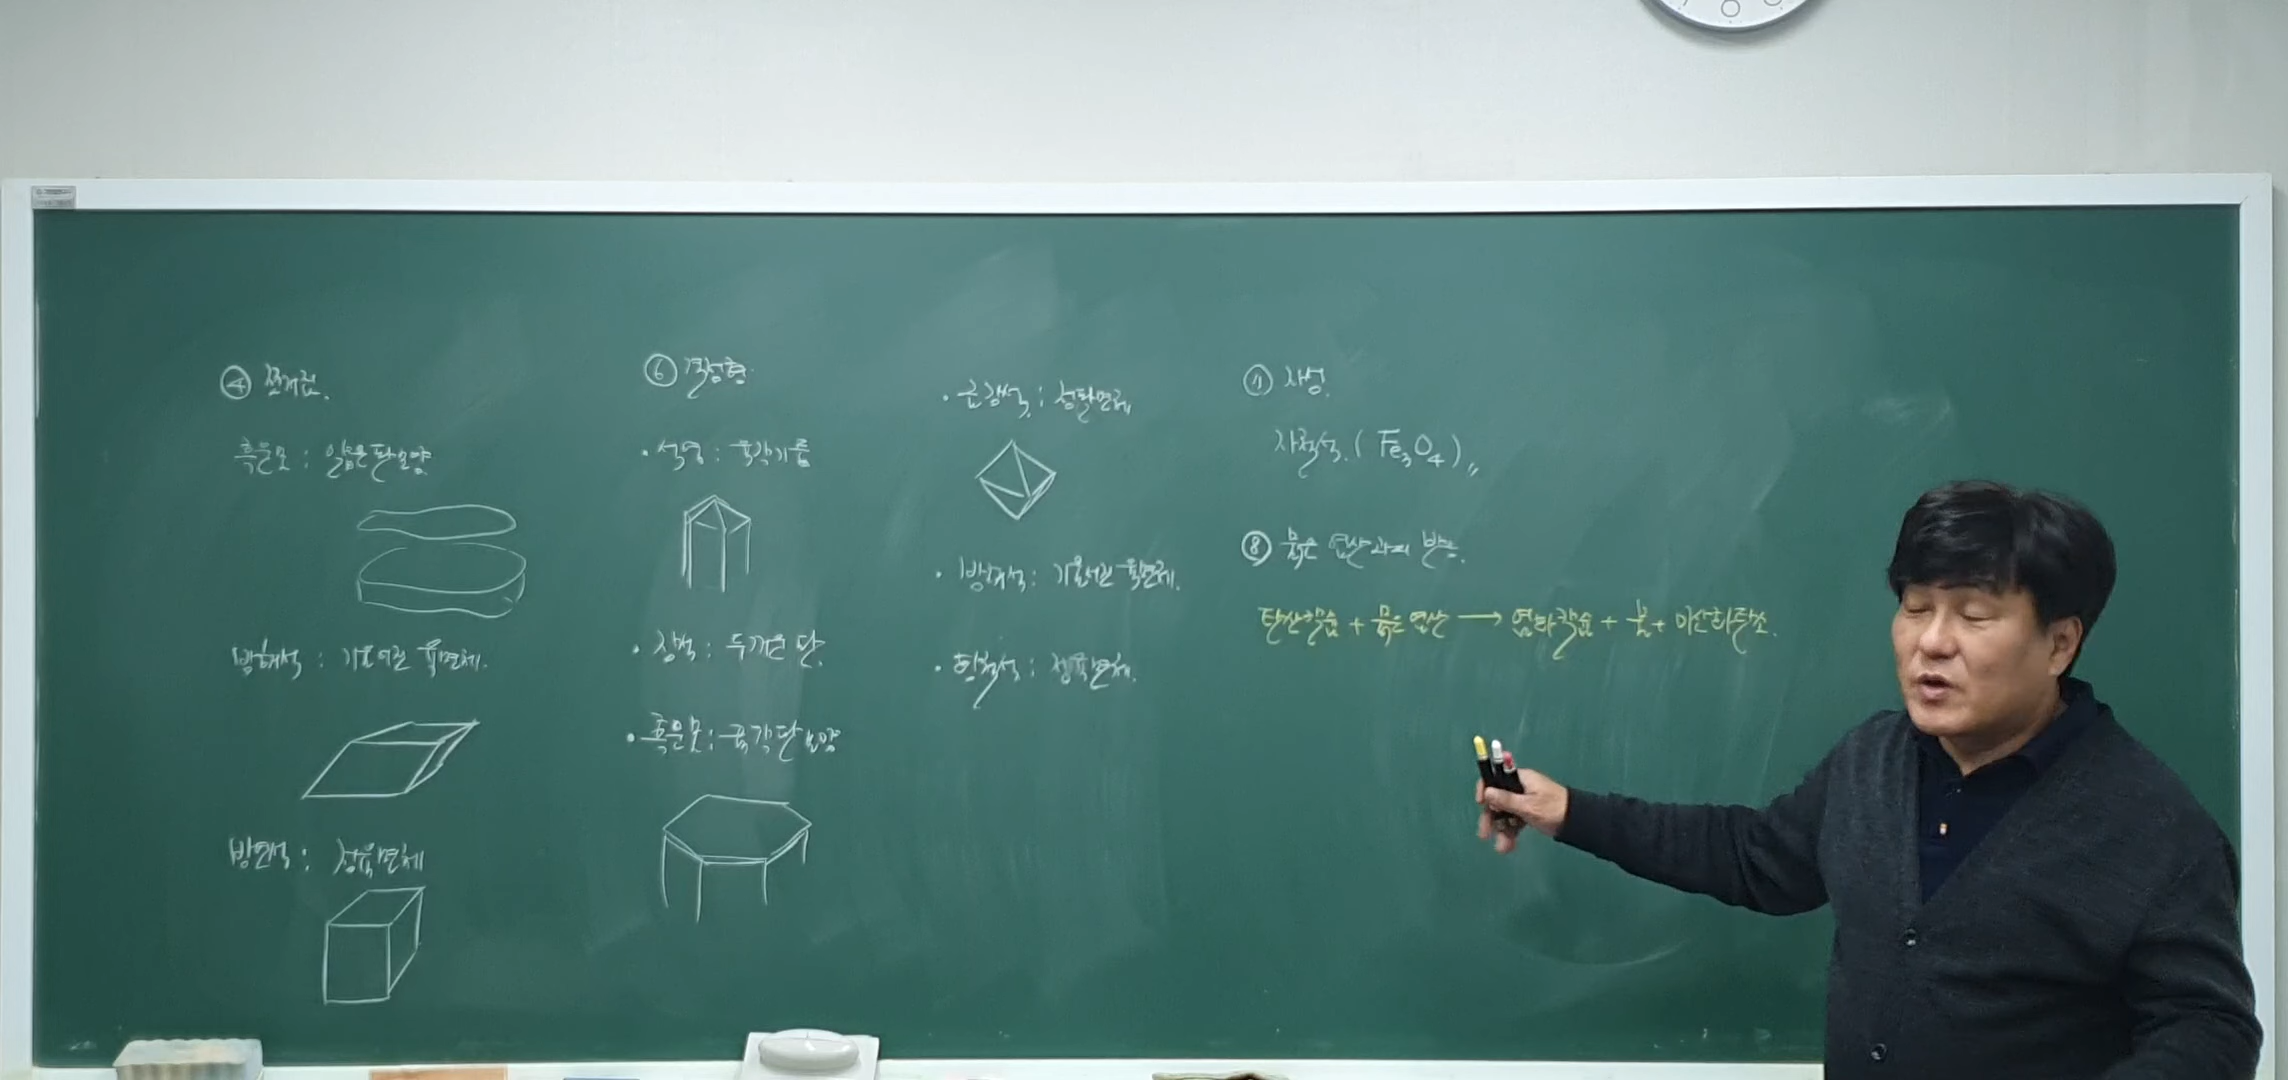 ④ 쪼개짐.
흑운모 : 얇은 판 모양
방해석 : 기울어진 육면체.
방연석 : 정육면체
⑥ 결정형
· 석영 : 육각기둥
· 장석 : 두꺼운 판.
· 흑운모 : 육각 판 모양
· 금강석 : 정팔면체
· 방해석 : 기울어진 육면체.
· 황철석 : 정육면체.
자성.
자철석. ( Fe₃O₄ ) 〃
⑧ 묽은 염산과의 반응.
탄산칼슘 + 묽은 염산 → 염화칼슘 + 물 + 이산화탄소.